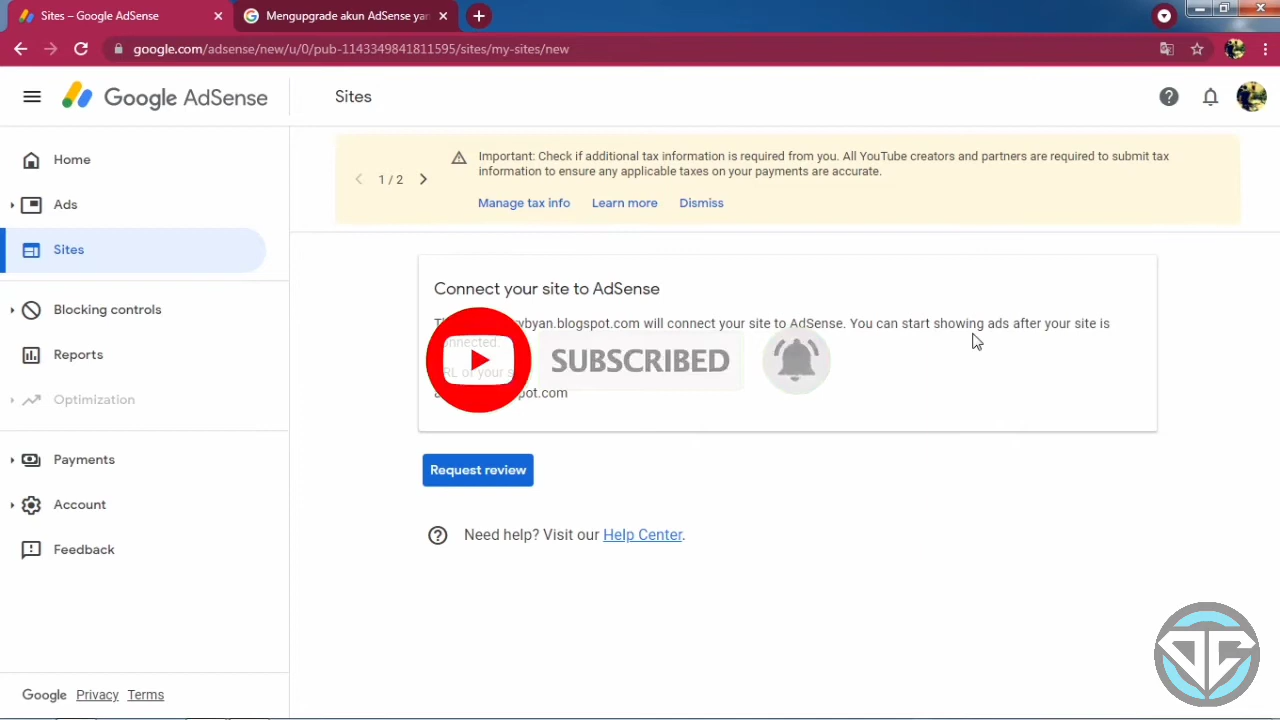 Sites – Google AdSense
Mengupgrade akun AdSense
google.com/adsense/new/u/0/pub-1143349841811595/sites/my-sites/new
Google AdSense
Sites
Home
Ads
Sites
Blocking controls
Reports
Optimization
Payments
Account
Feedback
Google Privacy Terms
1 / 2
Important: Check if additional tax information is required from you. All YouTube creators and partners are required to submit tax
information to ensure any applicable taxes on your payments are accurate.
Manage tax info Learn more Dismiss
Connect your site to AdSense
will connect your site to AdSense. You can start showing ads after your site is
SUBSCRIBED
Request review
Need help? Visit our Help Center.